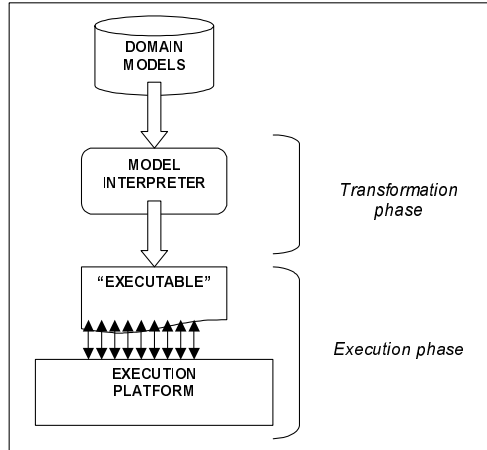 DOMAIN
MODELS
MODEL
INTERPRETER
Transformation
phase
“EXECUTABLE”
Execution phase
EXECUTION
PLATFORM